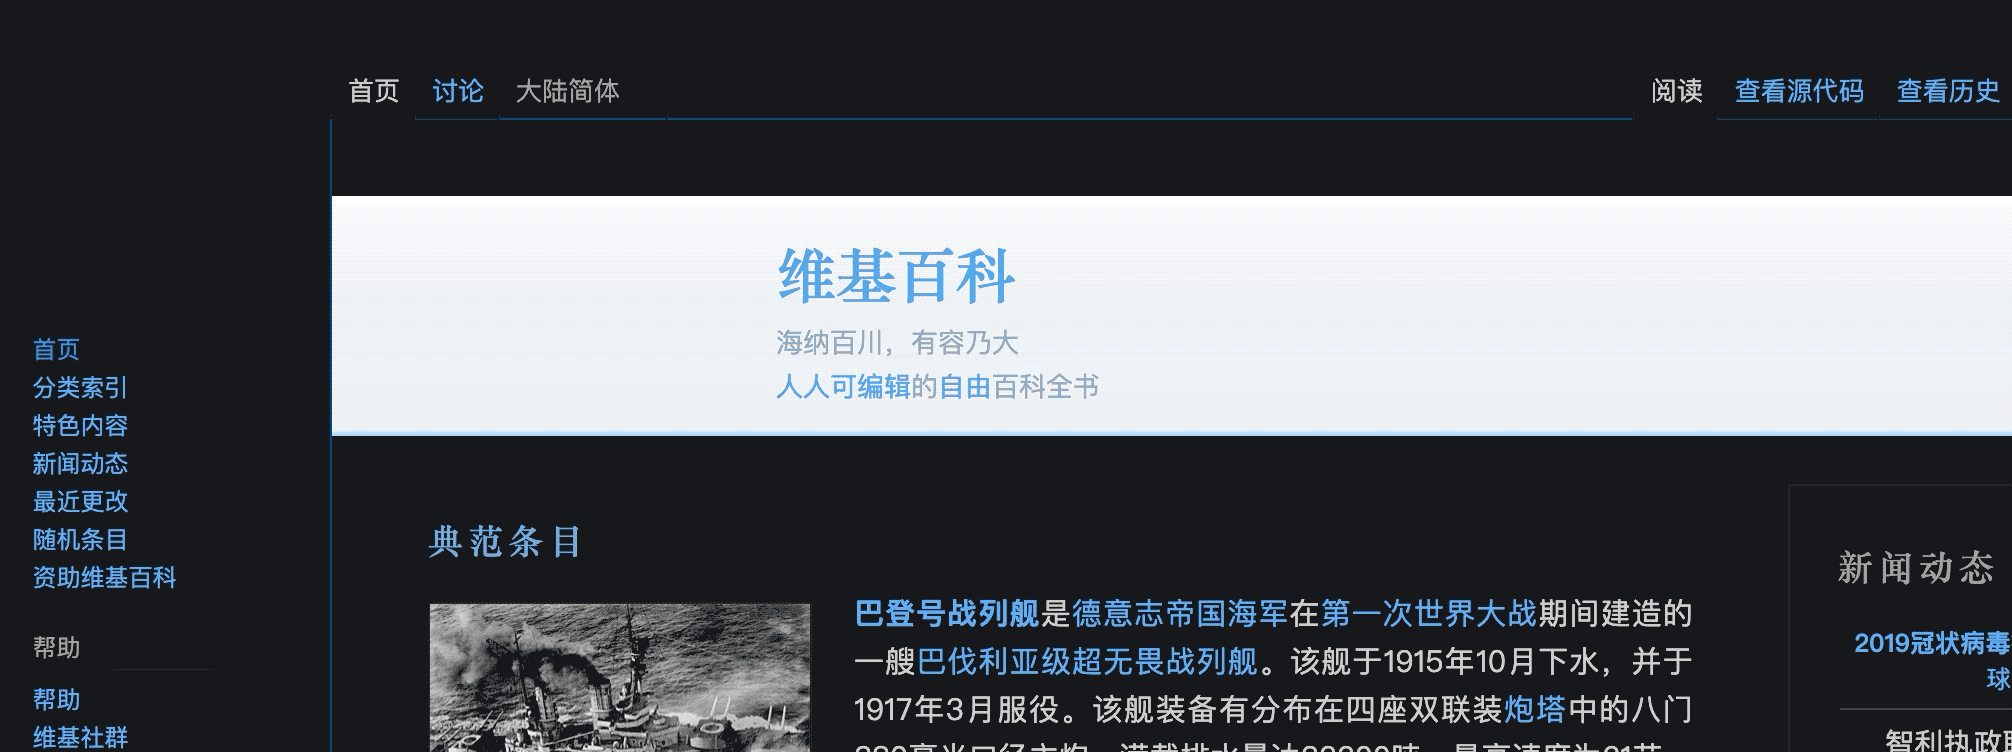 首页 讨论 大陆简体 阅读 查看源代码 查看历史
维基百科
海纳百川，有容乃大
人人可编辑的自由百科全书
首页
分类索引
特色内容
新闻动态
最近更改
随机条目
资助维基百科
帮助
帮助
维基社群
典范条目
巴登号战列舰是德意志帝国海军在第一次世界大战期间建造的
一艘巴伐利亚级超无畏战列舰。该舰于1915年10月下水，并于
1917年3月服役。该舰装备有分布在四座双联装炮塔中的八门
新闻动态
2019冠状病毒
球
智利执政联